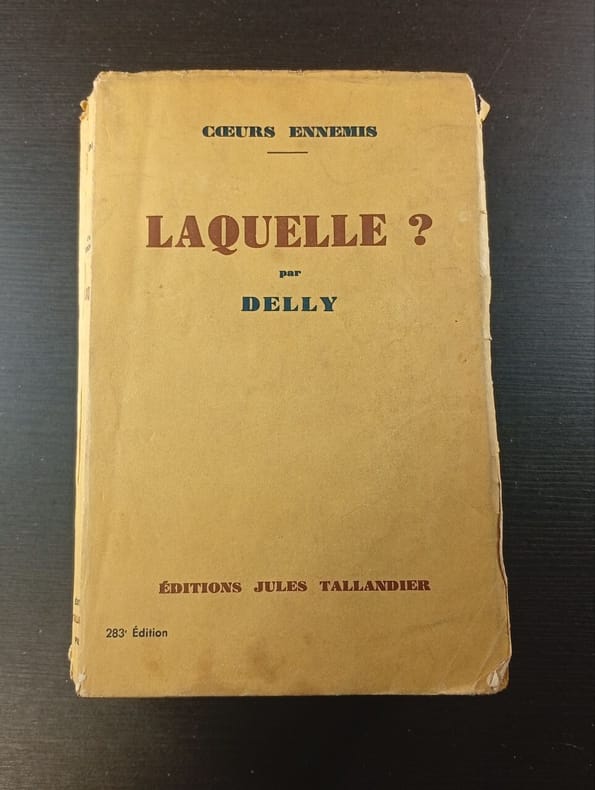 CŒURS ENNEMIS
LAQUELLE ?
par
DELLY
ÉDITIONS JULES TALLANDIER
283ᵉ Édition